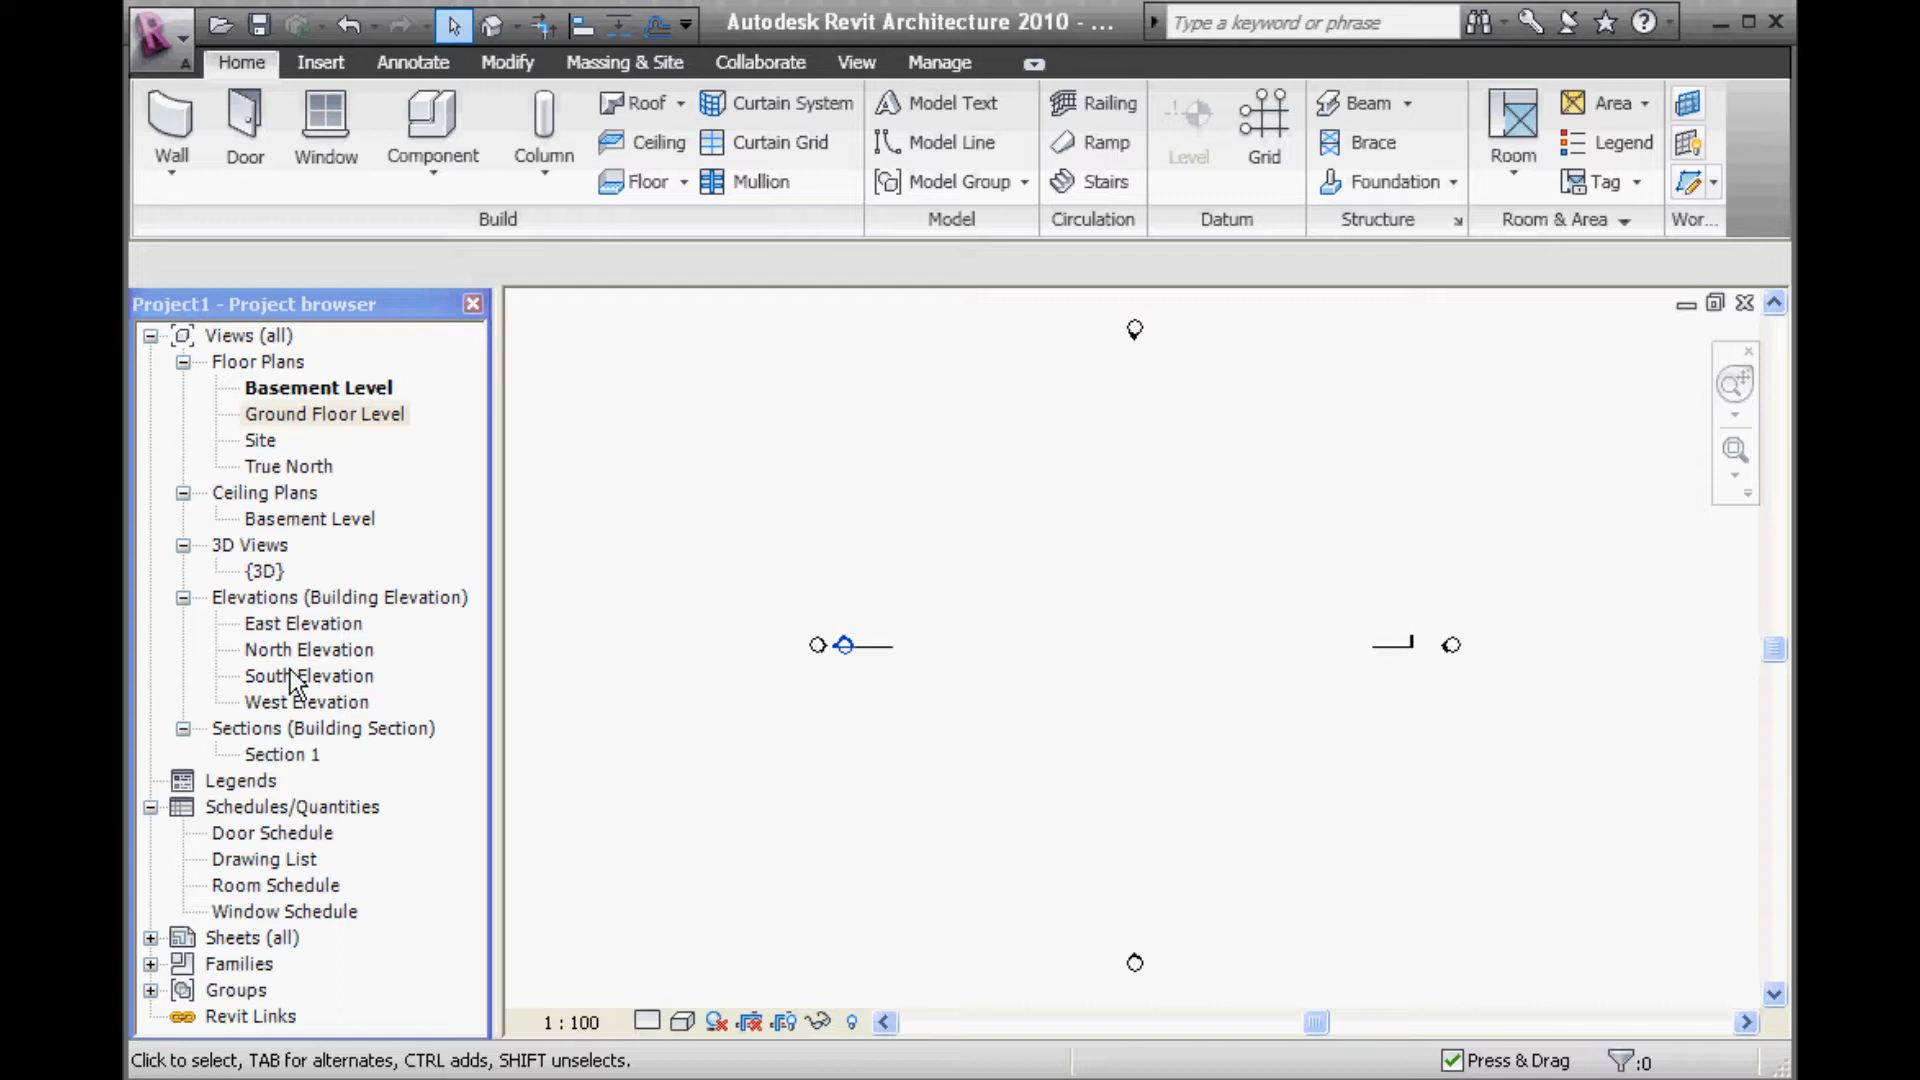 Autodesk Revit Architecture 2010 - ...
Type a keyword or phrase
A
Home Insert Annotate Modify Massing & Site Collaborate View Manage
Wall Door Window Component Column
Roof Curtain System
Ceiling Curtain Grid
Floor Mullion
Build
Model Text
Model Line
Model Group
Model
Railing
Ramp
Stairs
Circulation
Level Grid
Datum
Beam
Brace
Foundation
Structure
Room
Area
Legend
Tag
Room & Area
Wor...
Project1 - Project browser
Views (all)
Floor Plans
Basement Level
Ground Floor Level
Site
True North
Ceiling Plans
Basement Level
3D Views
{3D}
Elevations (Building Elevation)
East Elevation
North Elevation
South Elevation
West Elevation
Sections (Building Section)
Section 1
Legends
Schedules/Quantities
Door Schedule
Drawing List
Room Schedule
Window Schedule
Sheets (all)
Families
Groups
Revit Links
1 : 100
Click to select, TAB for alternates, CTRL adds, SHIFT unselects.
Press & Drag
:0